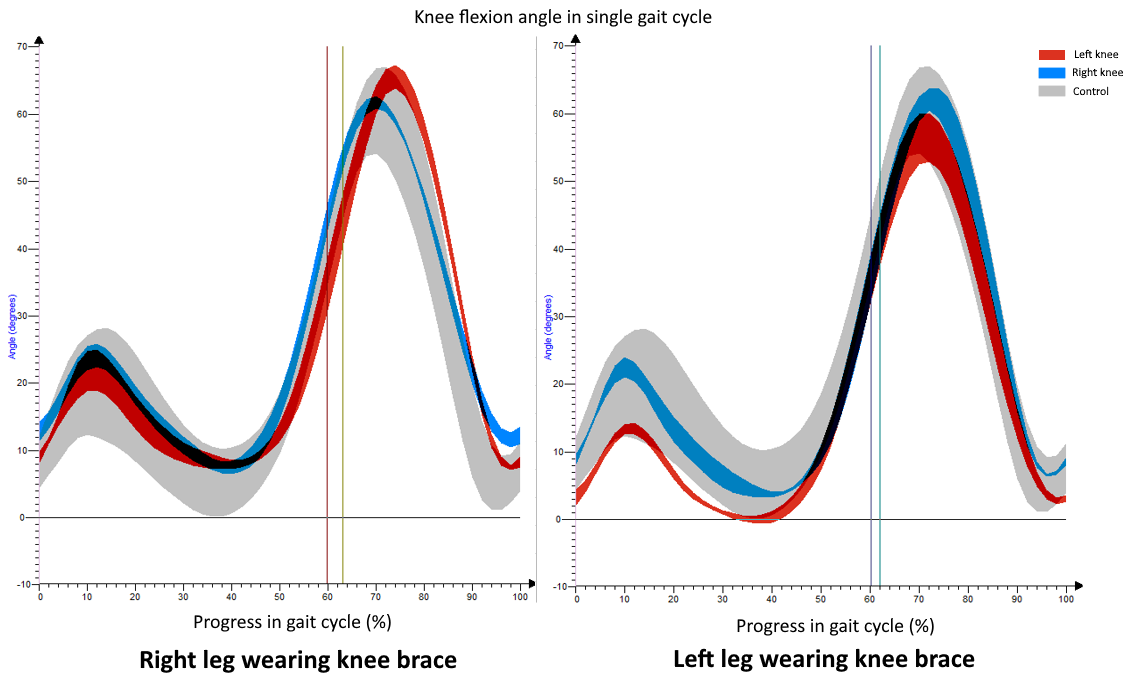 Knee flexion angle in single gait cycle
70
60
50
40
30
20
10
0
-10
Angle (degrees)
0 10 20 30 40 50 60 70 80 90 100
Progress in gait cycle (%)
Right leg wearing knee brace
70
60
50
40
30
20
10
0
-10
Angle (degrees)
0 10 20 30 40 50 60 70 80 90 100
Progress in gait cycle (%)
Left leg wearing knee brace
Left knee
Right knee
Control